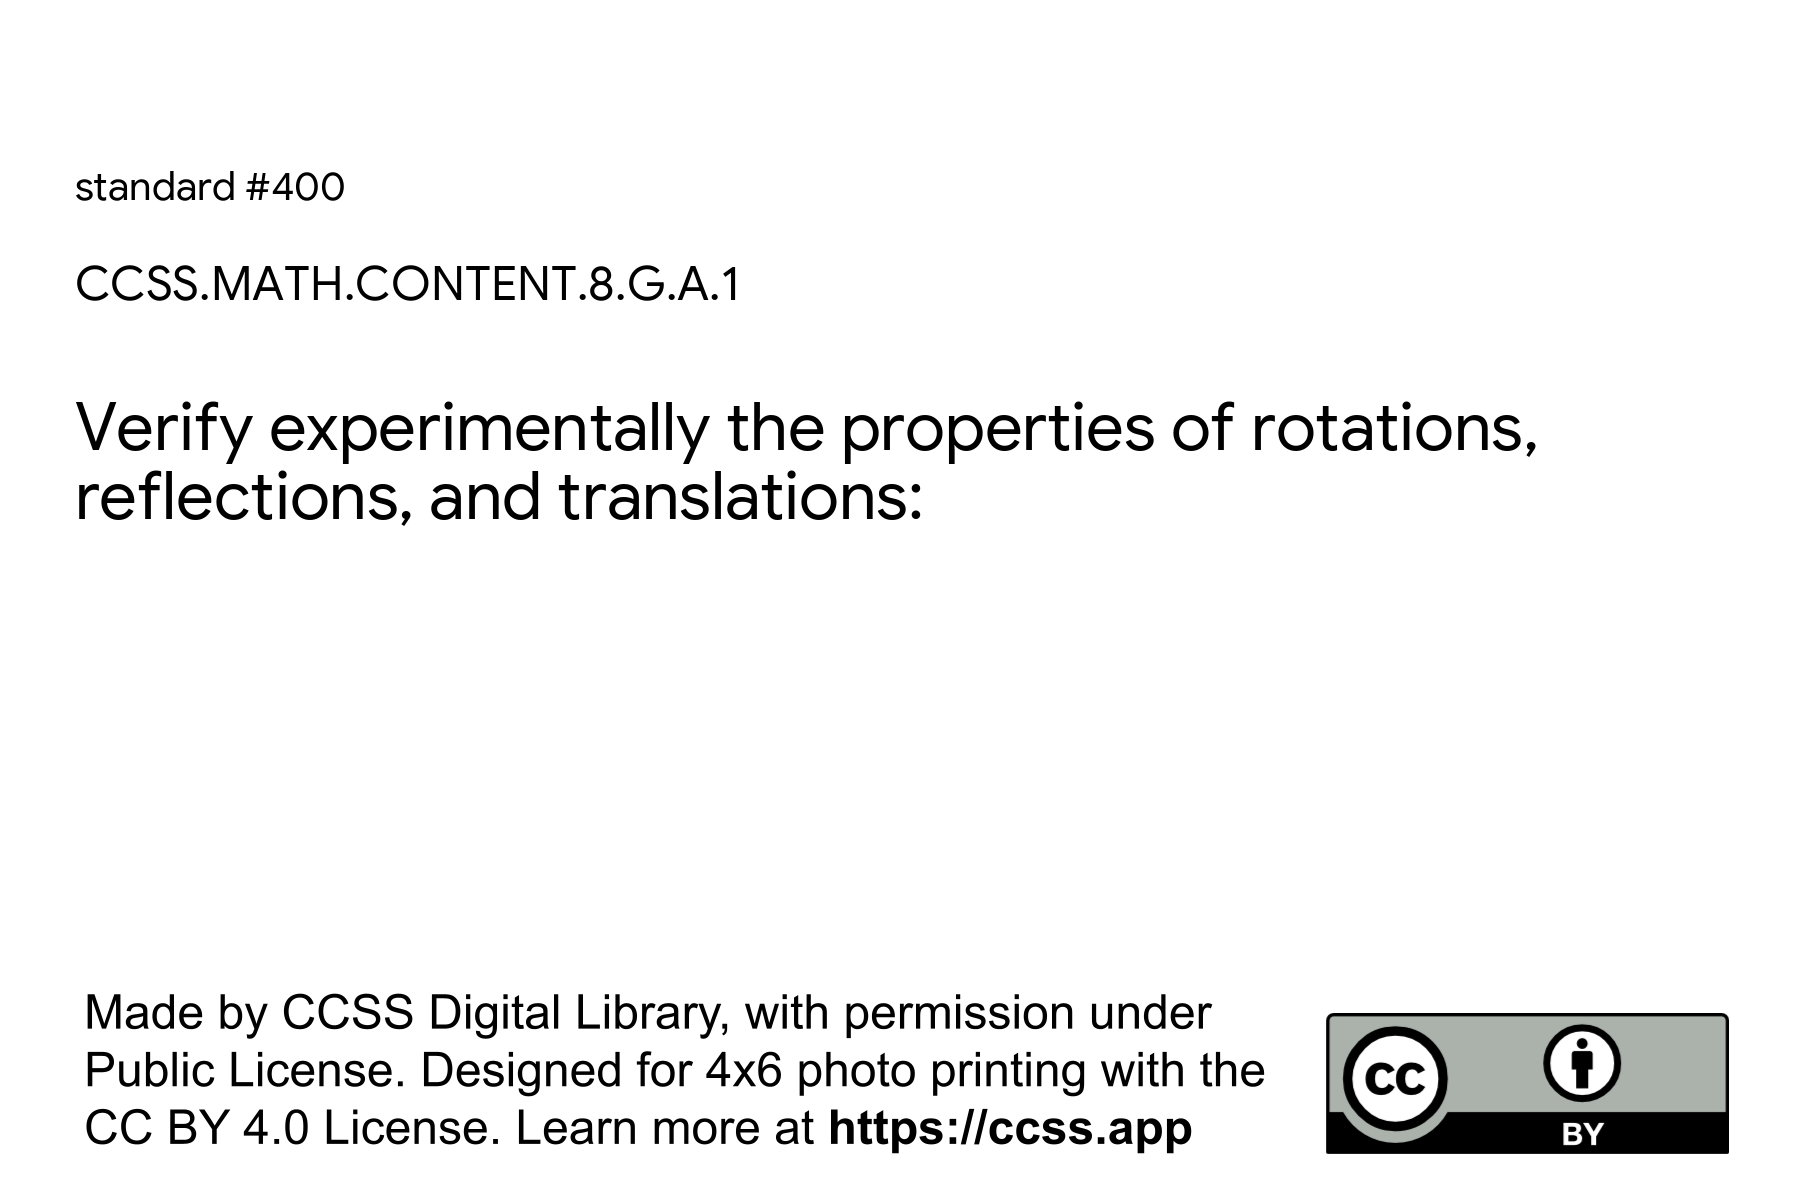 standard #400
CCSS.MATH.CONTENT.8.G.A.1
Verify experimentally the properties of rotations,
reflections, and translations:
Made by CCSS Digital Library, with permission under
Public License. Designed for 4x6 photo printing with the
CC BY 4.0 License. Learn more at https://ccss.app
CC
BY